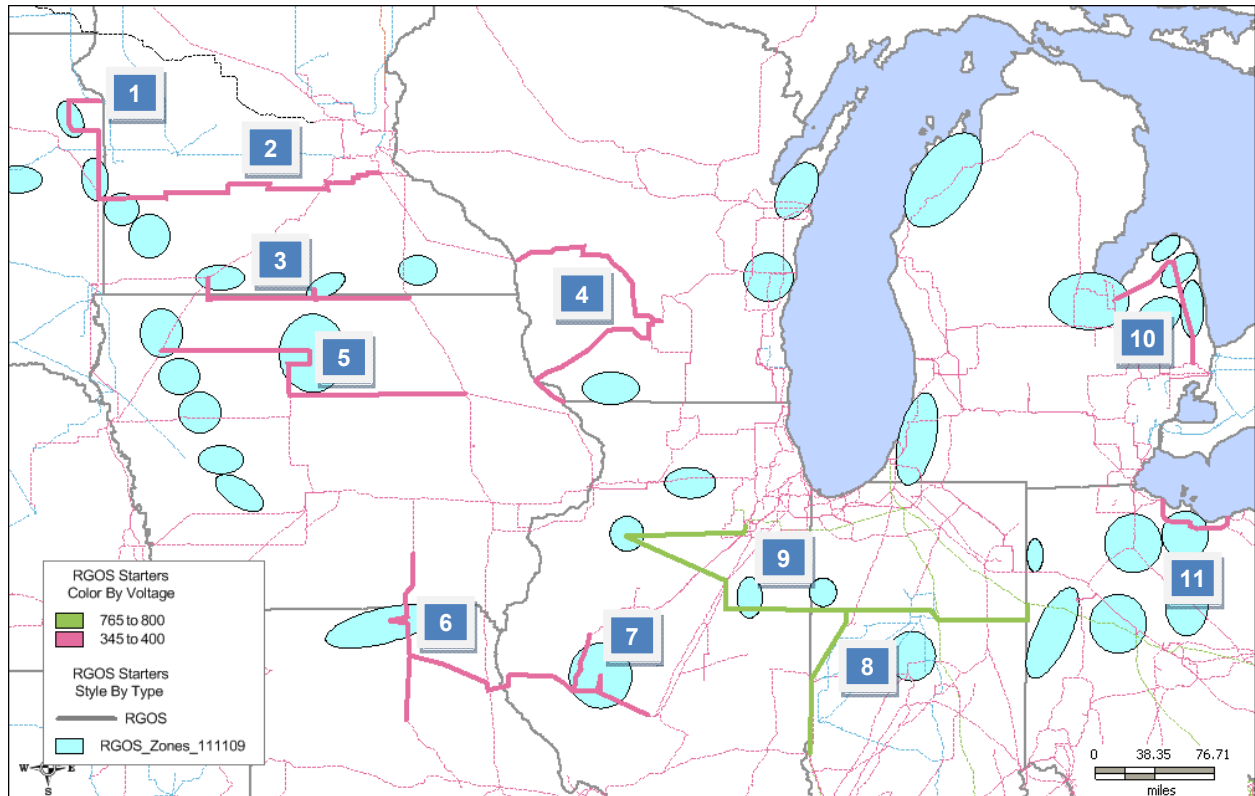 1
2
3
4
5
6
7
8
9
10
11
RGOS Starters
Color By Voltage
765 to 800
345 to 400
RGOS Starters
Style By Type
RGOS
RGOS_Zones_111109
W E
S
0 38.35 76.71
miles